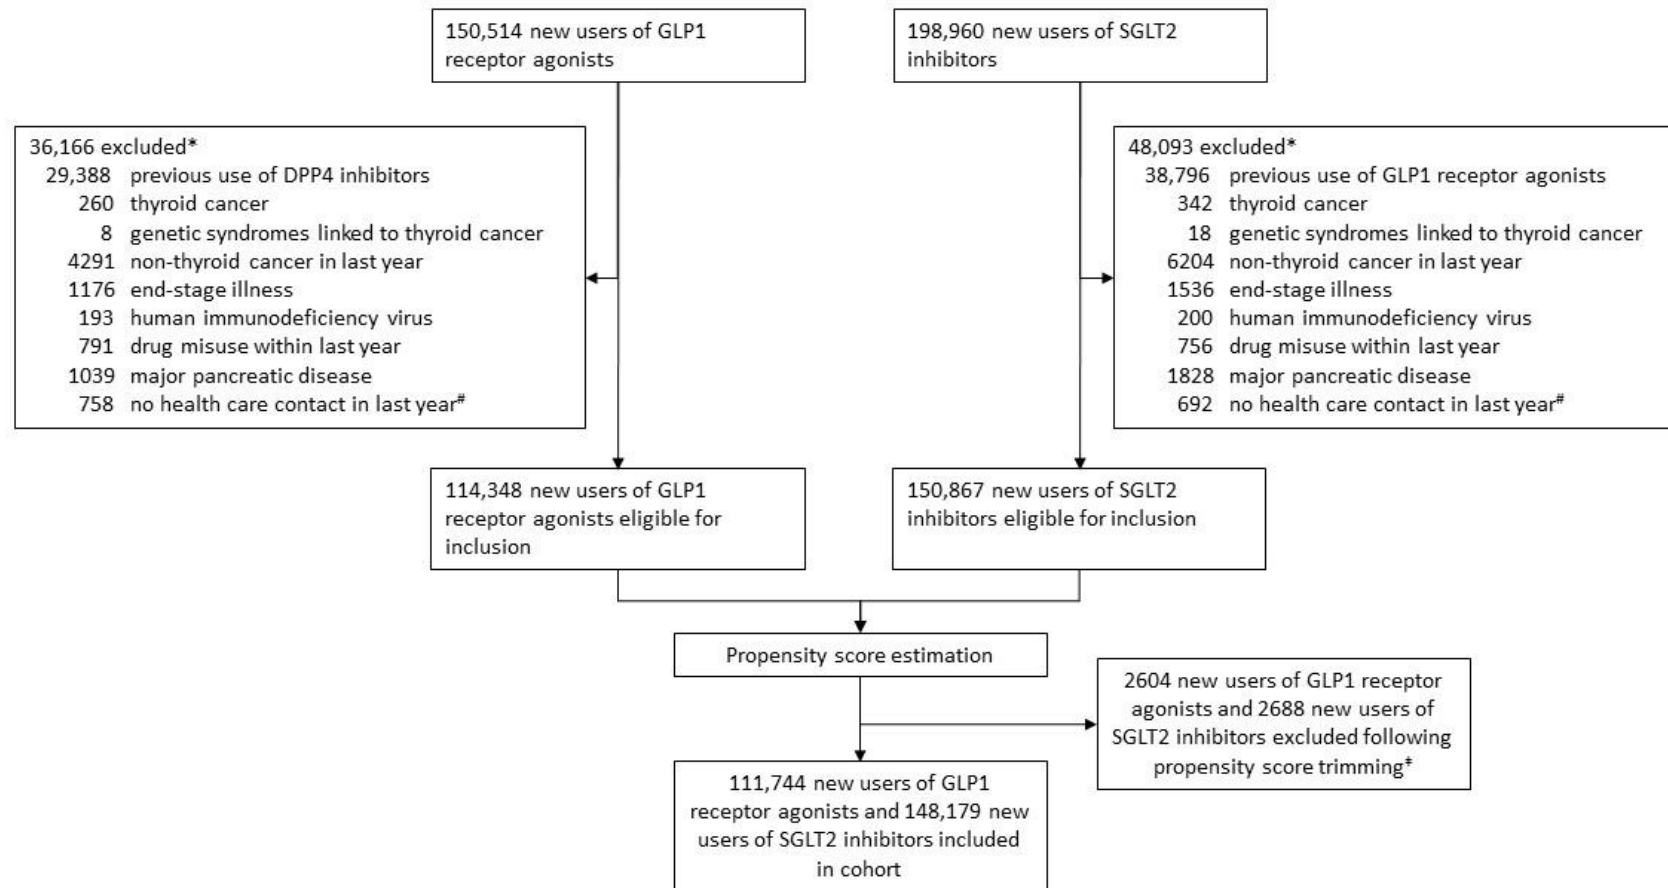 150,514 new users of GLP1
receptor agonists
198,960 new users of SGLT2
inhibitors
36,166 excluded*
29,388 previous use of DPP4 inhibitors
260 thyroid cancer
8 genetic syndromes linked to thyroid cancer
4291 non-thyroid cancer in last year
1176 end-stage illness
193 human immunodeficiency virus
791 drug misuse within last year
1039 major pancreatic disease
758 no health care contact in last year#
48,093 excluded*
38,796 previous use of GLP1 receptor agonists
342 thyroid cancer
18 genetic syndromes linked to thyroid cancer
6204 non-thyroid cancer in last year
1536 end-stage illness
200 human immunodeficiency virus
756 drug misuse within last year
1828 major pancreatic disease
692 no health care contact in last year#
114,348 new users of GLP1
receptor agonists eligible for
inclusion
150,867 new users of SGLT2
inhibitors eligible for inclusion
Propensity score estimation
2604 new users of GLP1 receptor
agonists and 2688 new users of
SGLT2 inhibitors excluded following
propensity score trimming‡
111,744 new users of GLP1
receptor agonists and 148,179 new
users of SGLT2 inhibitors included
in cohort